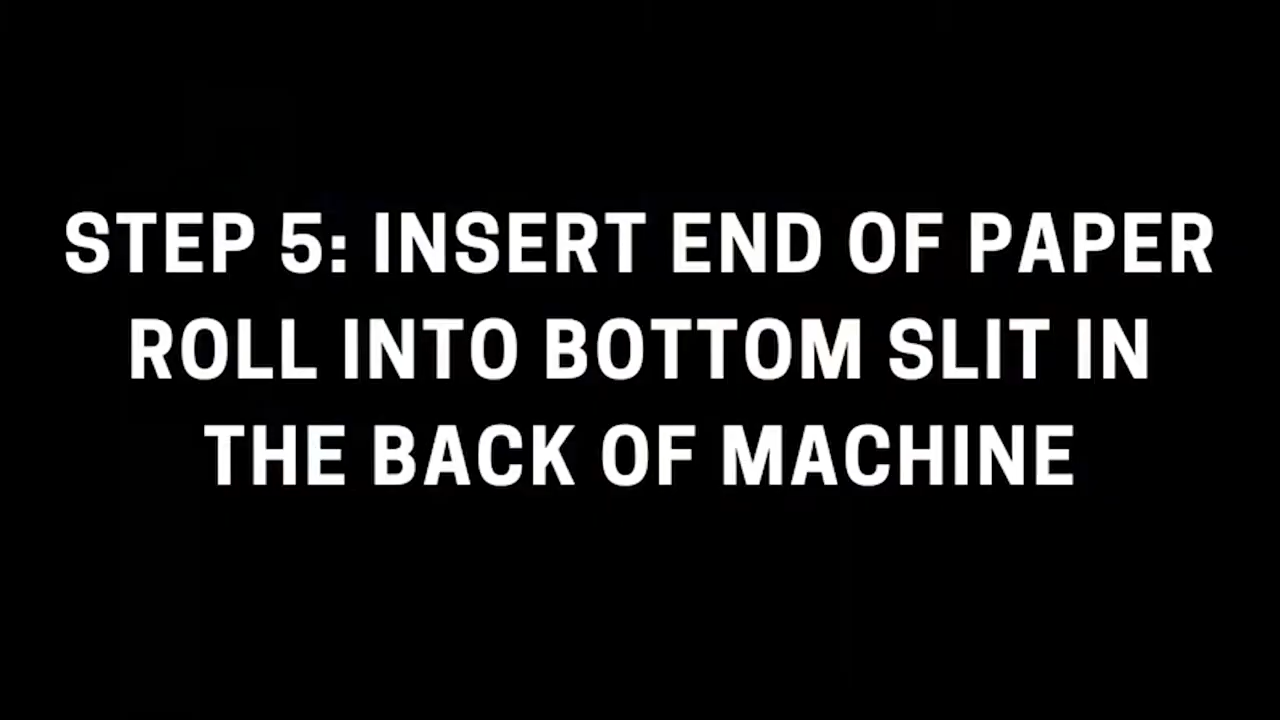 STEP 5: INSERT END OF PAPER
ROLL INTO BOTTOM SLIT IN
THE BACK OF MACHINE